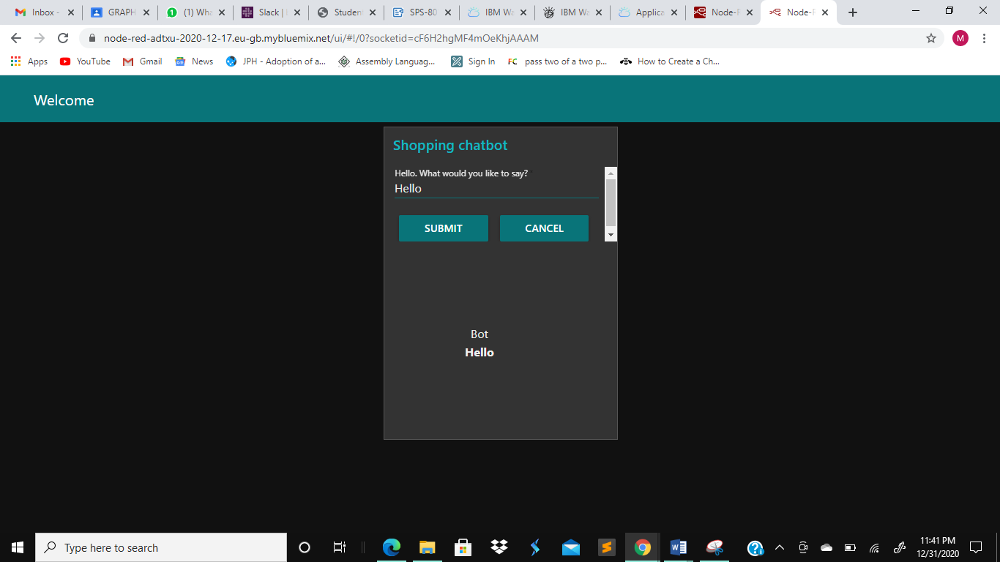 Inbox -
GRAPH
(1) Wha
Slack |
Student
SPS-80
IBM Wa
IBM Wa
Applica
Node-F
Node-F
node-red-adtxu-2020-12-17.eu-gb.mybluemix.net/ui/#!/0?socketid=cF6H2hgMF4mOeKhjAAAM
M
Apps
YouTube
Gmail
News
JPH - Adoption of a...
Assembly Languag...
Sign In
FC pass two of a two p...
How to Create a Ch...
Welcome
Shopping chatbot
Hello. What would you like to say?
Hello
SUBMIT
CANCEL
Bot
Hello
Type here to search
11:41 PM
12/31/2020